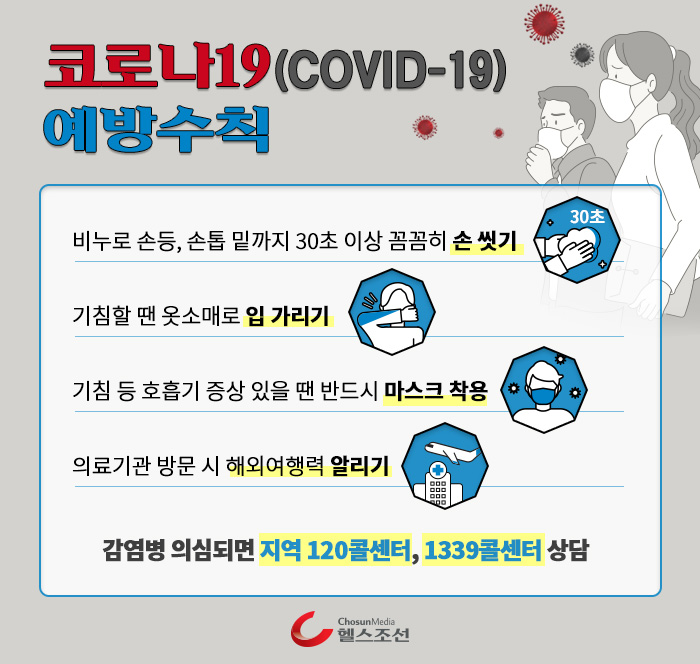 코로나19(COVID-19)
예방수칙
비누로 손등, 손톱 밑까지 30초 이상 꼼꼼히 손 씻기
30초
기침할 땐 옷소매로 입 가리기
기침 등 호흡기 증상 있을 땐 반드시 마스크 착용
의료기관 방문 시 해외여행력 알리기
감염병 의심되면 지역 120콜센터, 1339콜센터 상담
ChosunMedia
헬스조선